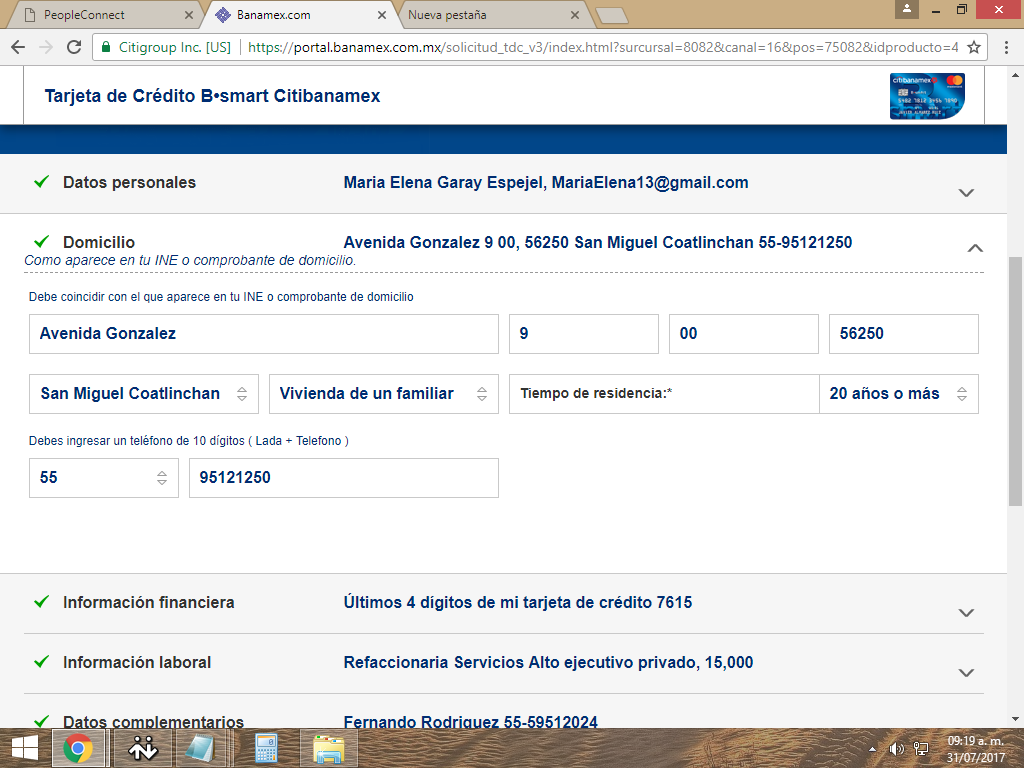 PeopleConnect
Banamex.com
Nueva pestaña
Citigroup Inc. [US]
https://portal.banamex.com.mx/solicitud_tdc_v3/index.html?sursursal=8082&canal=16&pos=75082&idproducto=4
Tarjeta de Crédito B•smart Citibanamex
citibanamex
Datos personales
Maria Elena Garay Espejel, MariaElena13@gmail.com
Domicilio
Avenida Gonzalez 9 00, 56250 San Miguel Coatlinchan 55-95121250
Como aparece en tu INE o comprobante de domicilio.
Debe coincidir con el que aparece en tu INE o comprobante de domicilio
Avenida Gonzalez
9
00
56250
San Miguel Coatlinchan
Vivienda de un familiar
Tiempo de residencia:*
20 años o más
Debes ingresar un teléfono de 10 dígitos ( Lada + Telefono )
55
95121250
Información financiera
Últimos 4 dígitos de mi tarjeta de crédito 7615
Información laboral
Refaccionaria Servicios Alto ejecutivo privado, 15,000
Datos complementarios
Fernando Rodriguez 55-59512024
09:19 a. m.
31/07/2017